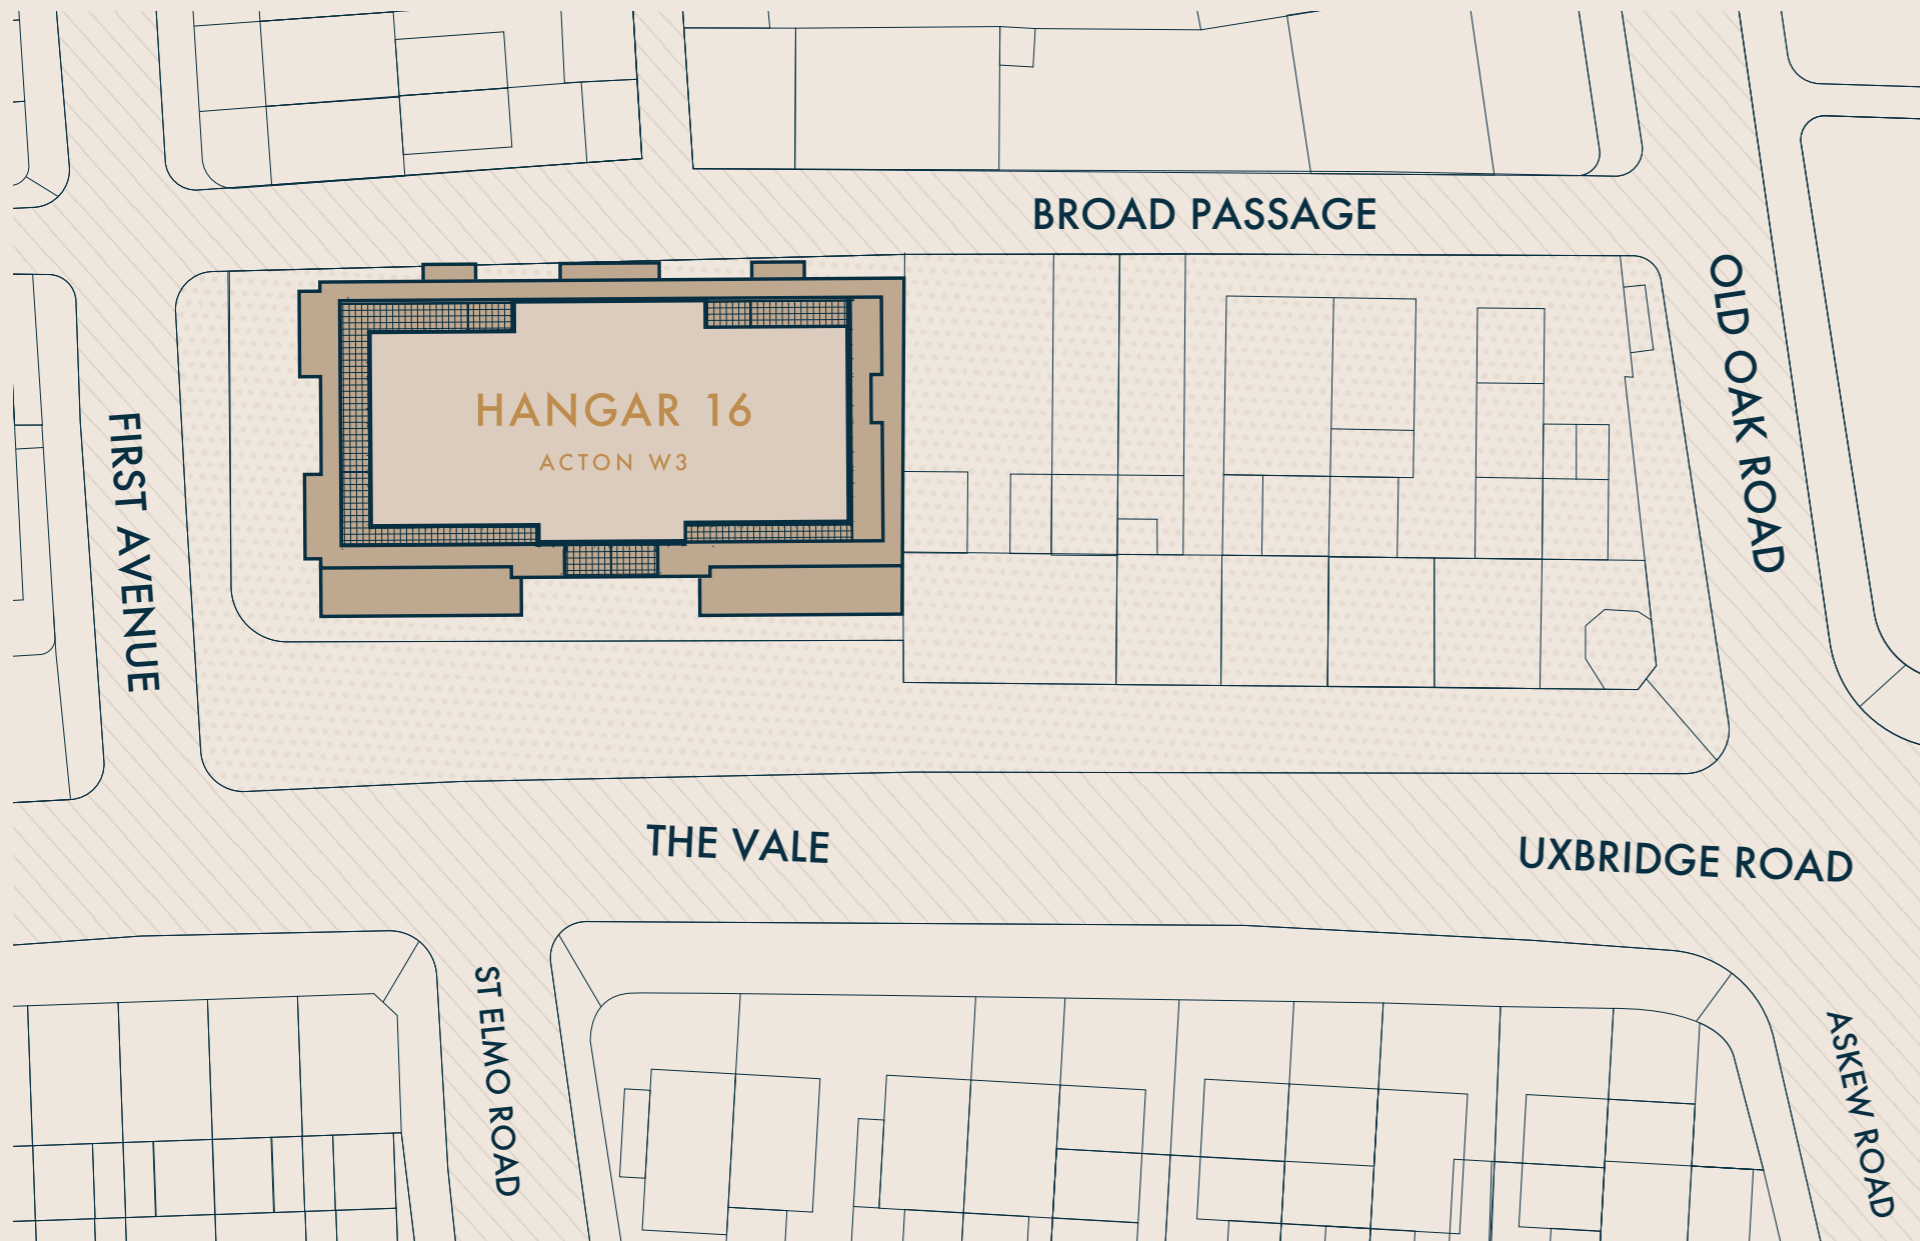 BROAD PASSAGE
OLD OAK ROAD
HANGAR 16
ACTON W3
FIRST AVENUE
THE VALE
UXBRIDGE ROAD
ST ELMO ROAD
ASKEW ROAD